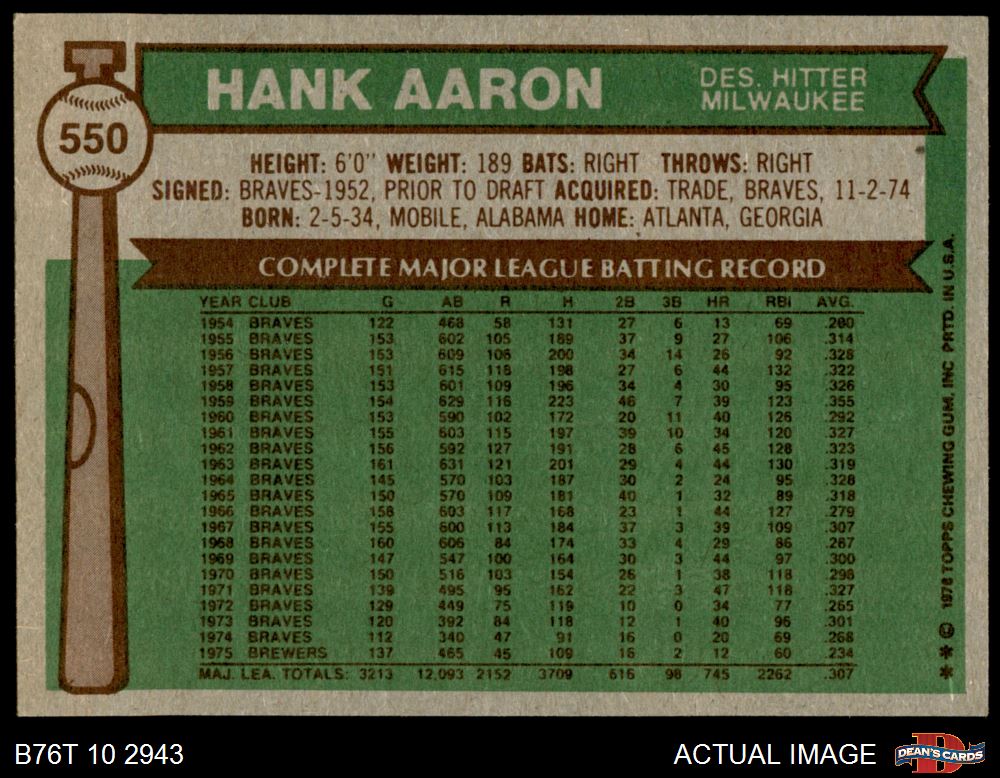 HANK AARON
DES. HITTER
MILWAUKEE
550
HEIGHT: 6'0" WEIGHT: 189 BATS: RIGHT THROWS: RIGHT
SIGNED: BRAVES-1952, PRIOR TO DRAFT ACQUIRED: TRADE, BRAVES, 11-2-74
BORN: 2-5-34, MOBILE, ALABAMA HOME: ATLANTA, GEORGIA
COMPLETE MAJOR LEAGUE BATTING RECORD
YEAR CLUB G AB R H 2B 3B HR RBI AVG.
1954 BRAVES 122 468 58 131 27 6 13 69 .280
1955 BRAVES 153 602 105 189 37 9 27 106 .314
1956 BRAVES 153 609 106 200 34 14 26 92 .328
1957 BRAVES 151 615 118 198 27 6 44 132 .322
1958 BRAVES 153 601 109 196 34 4 30 95 .326
1959 BRAVES 154 629 116 223 46 7 39 123 .355
1960 BRAVES 153 590 102 172 20 11 40 126 .292
1961 BRAVES 155 603 115 197 39 10 34 120 .327
1962 BRAVES 156 592 127 191 28 6 45 128 .323
1963 BRAVES 161 631 121 201 29 4 44 130 .319
1964 BRAVES 145 570 103 187 30 2 24 95 .328
1965 BRAVES 150 570 109 181 40 1 32 89 .318
1966 BRAVES 158 603 117 168 23 1 44 127 .279
1967 BRAVES 155 600 113 184 37 3 39 109 .307
1968 BRAVES 160 606 84 174 33 4 29 86 .287
1969 BRAVES 147 547 100 164 30 3 44 97 .300
1970 BRAVES 150 516 103 154 26 1 38 118 .298
1971 BRAVES 139 495 95 162 22 3 47 118 .327
1972 BRAVES 129 449 75 119 10 0 34 77 .265
1973 BRAVES 120 392 84 118 12 1 40 96 .301
1974 BRAVES 112 340 47 91 16 0 20 69 .268
1975 BREWERS 137 465 45 109 16 2 12 60 .234
MAJ. LEA. TOTALS: 3213 12,093 2152 3709 616 98 745 2262 .307
* * © 1976 TOPPS CHEWING GUM, INC PRTD. IN U.S.A.
B76T 10 2943
ACTUAL IMAGE
DEAN'S CARDS